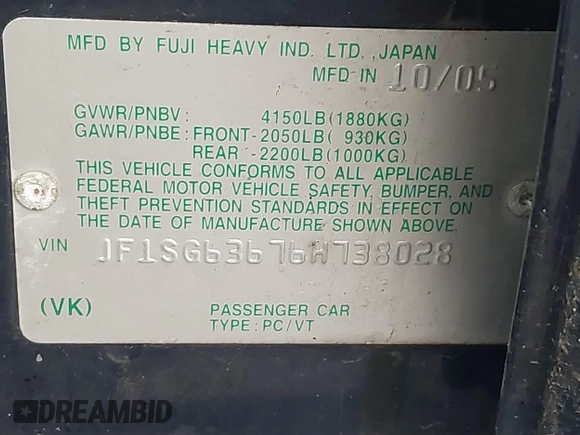 MFD BY FUJI HEAVY IND. LTD., JAPAN
MFD IN 10/05
GVWR/PNBV: 4150LB(1880KG)
GAWR/PNBE: FRONT-2050LB( 930KG)
REAR -2200LB(1000KG)
THIS VEHICLE CONFORMS TO ALL APPLICABLE
FEDERAL MOTOR VEHICLE SAFETY, BUMPER, AND
THEFT PREVENTION STANDARDS IN EFFECT ON
THE DATE OF MANUFACTURE SHOWN ABOVE.
VIN JF1SG63676H738028
(VK) PASSENGER CAR
TYPE: PC/VT
DREAMBID